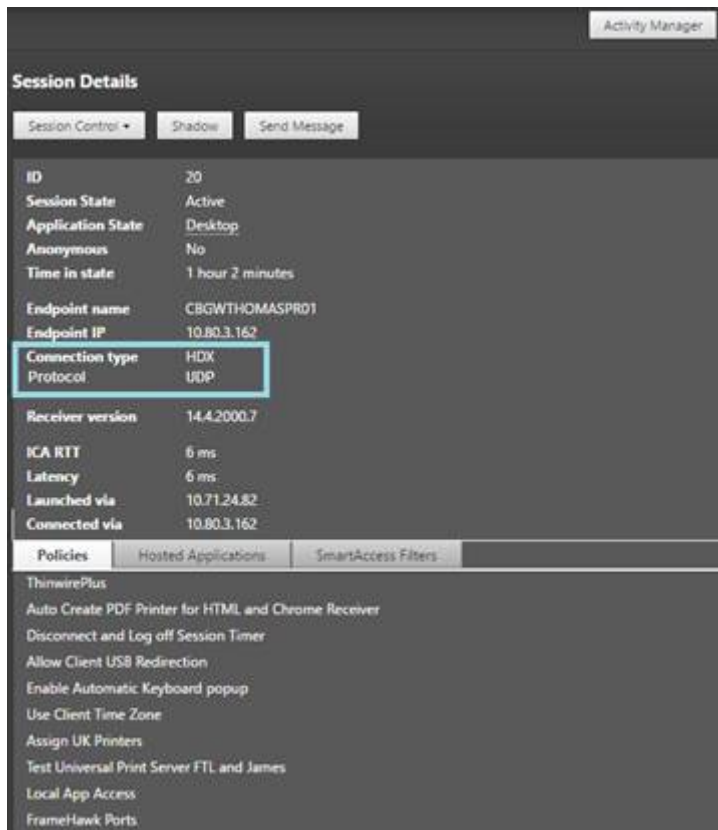 Activity Manager
Session Details
Session Control Shadow Send Message
ID 20
Session State Active
Application State Desktop
Anonymous No
Time in state 1 hour 2 minutes
Endpoint name CBGWTHOMASPR01
Endpoint IP 10.80.3.162
Connection type HDX
Protocol UDP
Receiver version 14.4.2000.7
ICA RTT 6 ms
Latency 6 ms
Launched via 10.71.24.82
Connected via 10.80.3.162
Policies Hosted Applications SmartAccess Filters
ThinwirePlus
Auto Create PDF Printer for HTML and Chrome Receiver
Disconnect and Log off Session Timer
Allow Client USB Redirection
Enable Automatic Keyboard popup
Use Client Time Zone
Assign UK Printers
Test Universal Print Server FTL and James
Local App Access
FrameHawk Ports